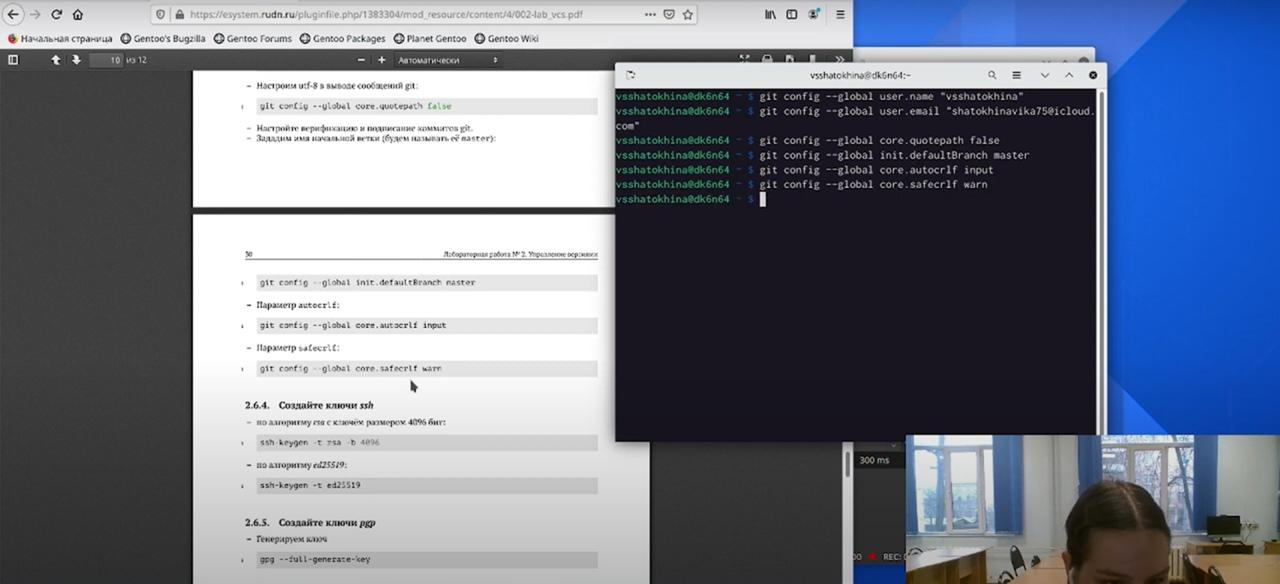 https://esystem.rudn.ru/pluginfile.php/1383304/mod_resource/content/4/002-lab_vcs.pdf
Начальная страница Gentoo's Bugzilla Gentoo Forums Gentoo Packages Planet Gentoo Gentoo Wiki
10 из 12 Автоматически
– Настроим utf-8 в выводе сообщений git:
1 git config --global core.quotepath false
– Настройте верификацию и подписание коммитов git.
– Зададим имя начальной ветки (будем называть её master):
30 Лабораторная работа № 2. Управление версиями
1 git config --global init.defaultBranch master
– Параметр autocrlf:
1 git config --global core.autocrlf input
– Параметр safecrlf:
1 git config --global core.safecrlf warn
2.6.4. Создайте ключи ssh
– по алгоритму rsa с ключём размером 4096 бит:
1 ssh-keygen -t rsa -b 4096
– по алгоритму ed25519:
1 ssh-keygen -t ed25519
2.6.5. Создайте ключи pgp
– Генерируем ключ
1 gpg --full-generate-key
vsshatokhina@dk6n64:~
vsshatokhina@dk6n64 ~ $ git config --global user.name "vsshatokhina"
vsshatokhina@dk6n64 ~ $ git config --global user.email "shatokhinavika75@icloud.
com"
vsshatokhina@dk6n64 ~ $ git config --global core.quotepath false
vsshatokhina@dk6n64 ~ $ git config --global init.defaultBranch master
vsshatokhina@dk6n64 ~ $ git config --global core.autocrlf input
vsshatokhina@dk6n64 ~ $ git config --global core.safecrlf warn
vsshatokhina@dk6n64 ~ $
300 ms
REC: